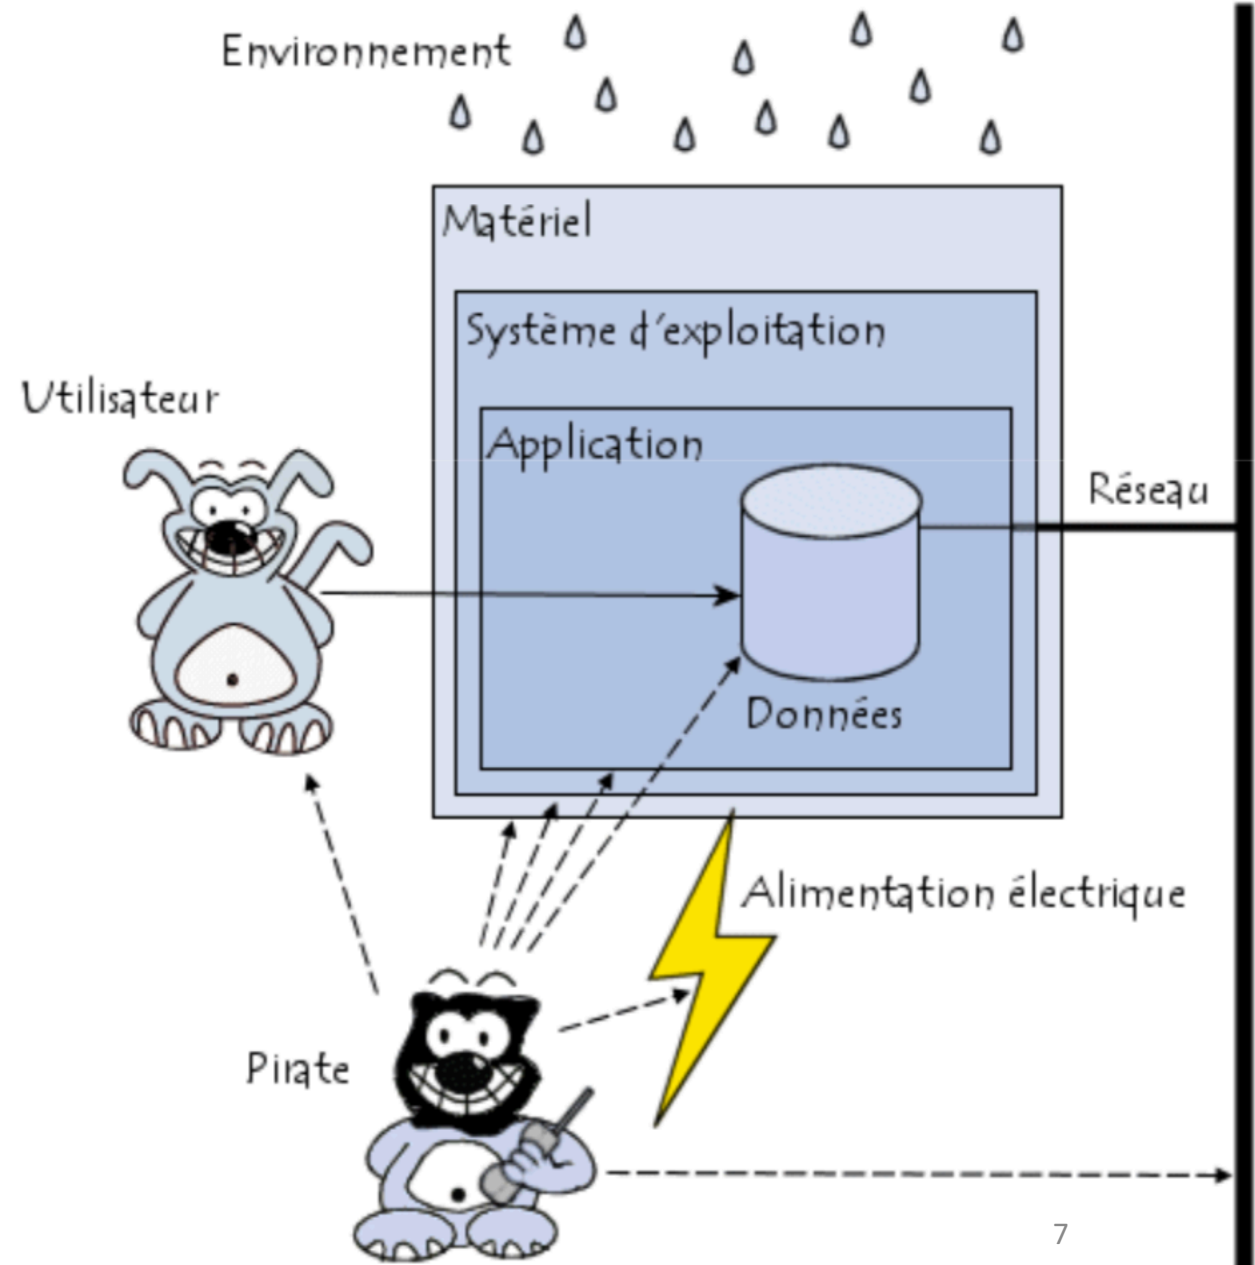 Environnement
Matériel
Système d'exploitation
Utilisateur
Application
Réseau
Données
Alimentation électrique
Pirate
7